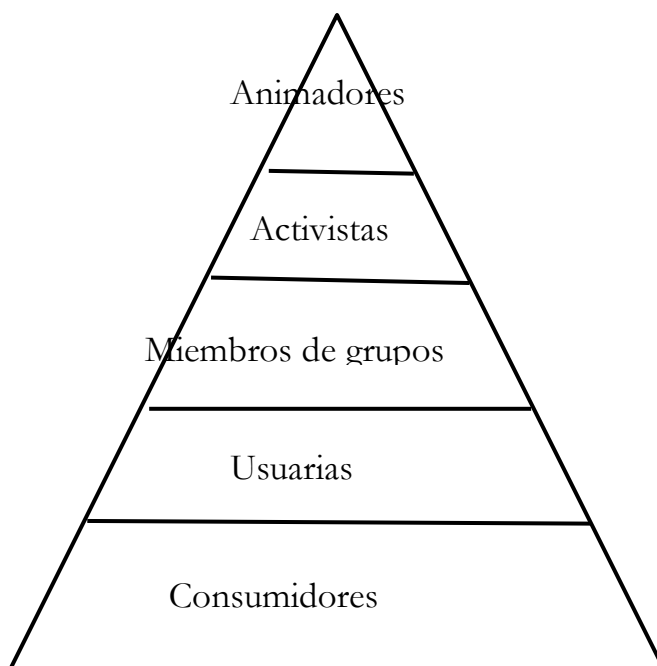 Animadores
Activistas
Miembros de grupos
Usuarias
Consumidores